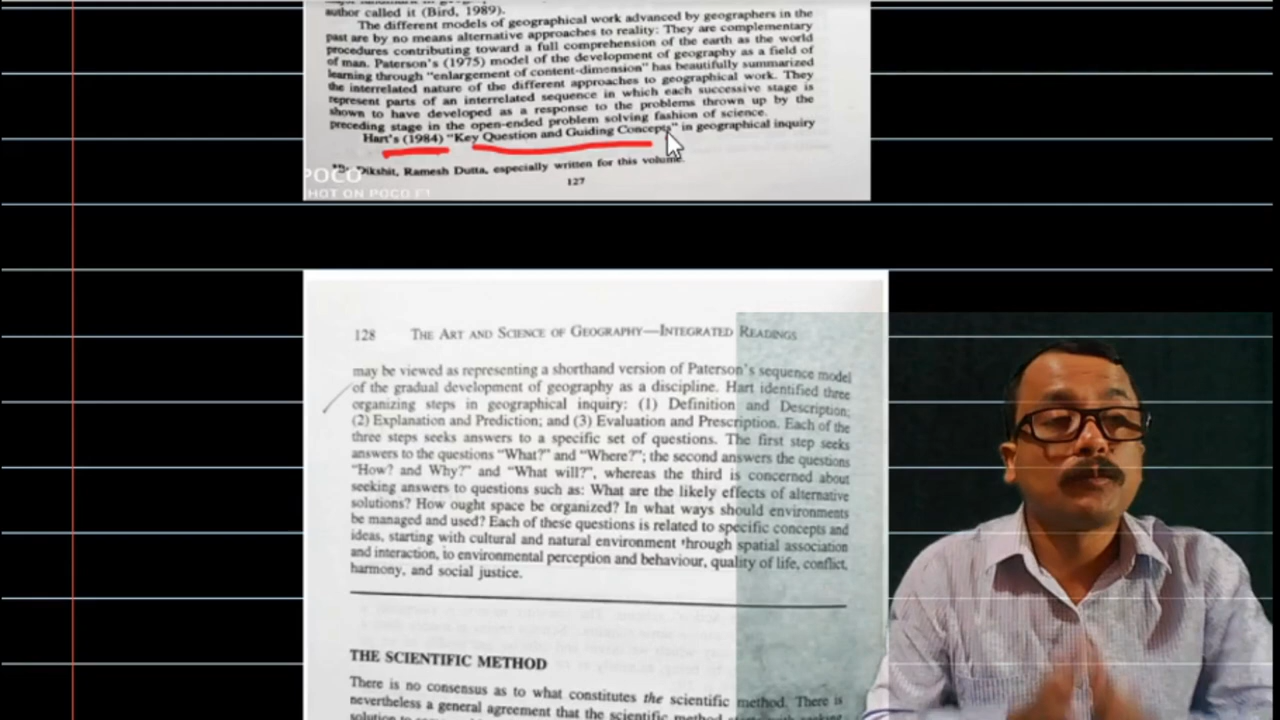 author called it (Bird, 1989).
The different models of geographical work advanced by geographers in the
past are by no means alternative approaches to reality: They are complementary
procedures contributing toward a full comprehension of the earth as the world
of man. Paterson's (1975) model of the development of geography as a field of
learning through "enlargement of content-dimension" has beautifully summarized
the interrelated nature of the different approaches to geographical work. They
represent parts of an interrelated sequence in which each successive stage is
shown to have developed as a response to the problems thrown up by the
preceding stage in the open-ended problem solving fashion of science.
Hart's (1984) "Key Question and Guiding Concepts" in geographical inquiry
Dikshit, Ramesh Dutta, especially written for this volume.
127
POCO
SHOT ON POCO F1
128 THE ART AND SCIENCE OF GEOGRAPHY—INTEGRATED READINGS
may be viewed as representing a shorthand version of Paterson's sequence model
of the gradual development of geography as a discipline. Hart identified three
organizing steps in geographical inquiry: (1) Definition and Description;
(2) Explanation and Prediction; and (3) Evaluation and Prescription. Each of the
three steps seeks answers to a specific set of questions. The first step seeks
answers to the questions "What?" and "Where?"; the second answers the questions
"How? and Why?" and "What will?", whereas the third is concerned about
seeking answers to questions such as: What are the likely effects of alternative
solutions? How ought space be organized? In what ways should environments
be managed and used? Each of these questions is related to specific concepts and
ideas, starting with cultural and natural environment through spatial association
and interaction, to environmental perception and behaviour, quality of life, conflict,
harmony, and social justice.
THE SCIENTIFIC METHOD
There is no consensus as to what constitutes the scientific method. There is
nevertheless a general agreement that the scientific method